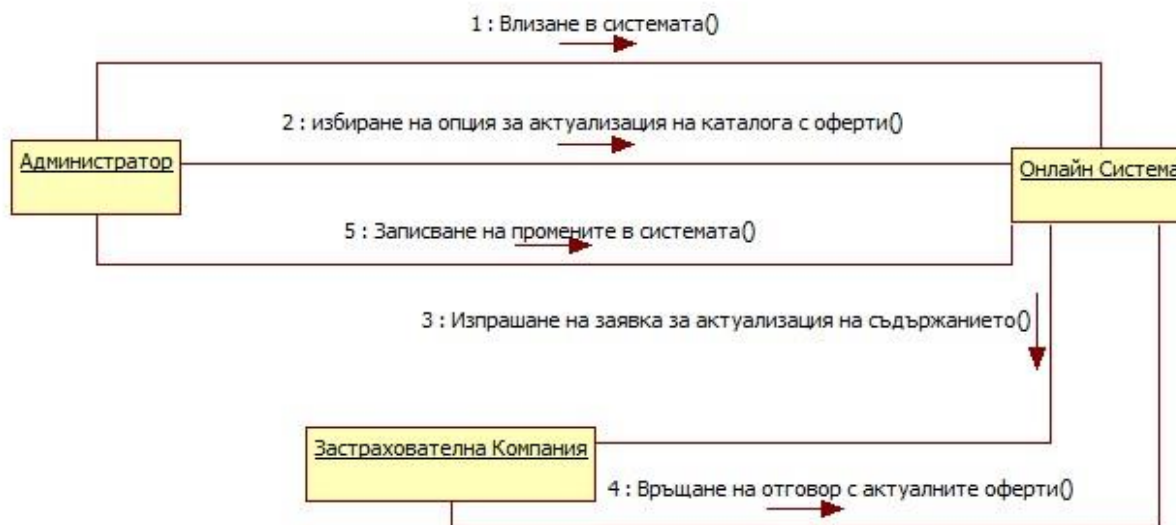 1 : Влизане в системата()
2 : избиране на опция за актуализация на каталога с оферти()
Администратор
Онлайн Система
5 : Записване на промените в системата()
3 : Изпрашане на заявка за актуализация на съдържанието()
Застрахователна Компания
4 : Връщане на отговор с актуалните оферти()